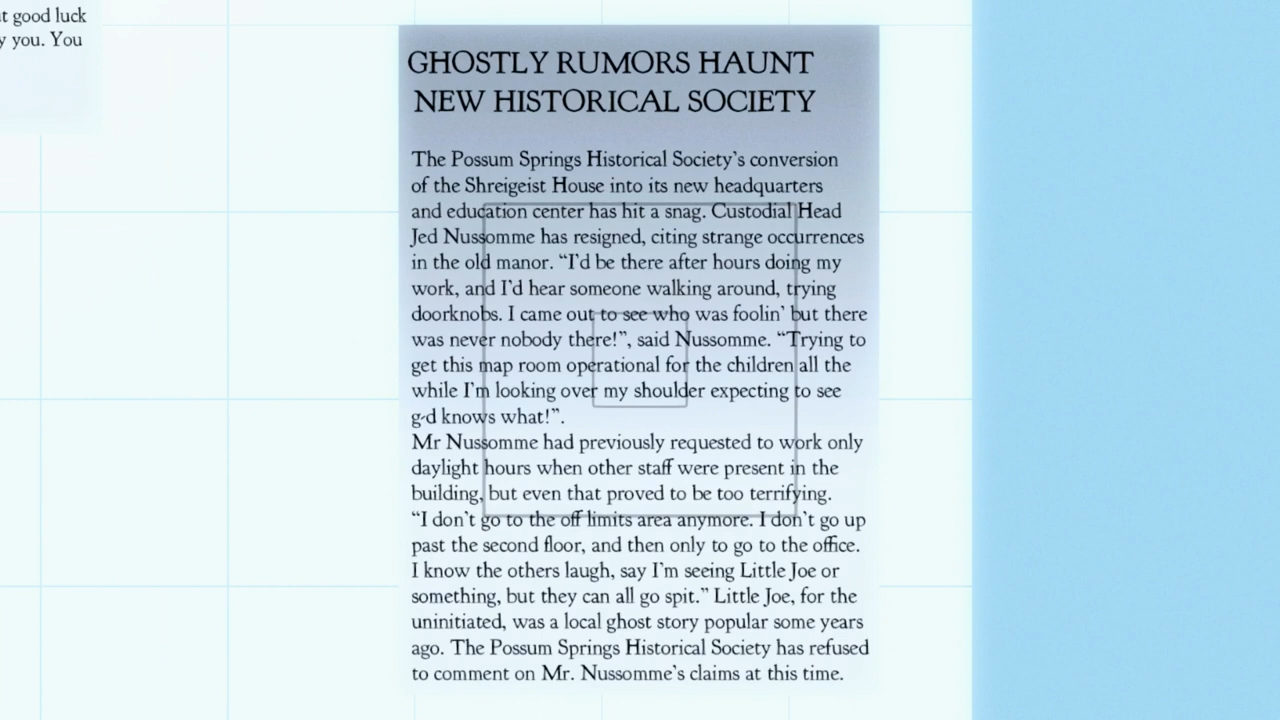 t good luck
y you. You
GHOSTLY RUMORS HAUNT
NEW HISTORICAL SOCIETY
The Possum Springs Historical Society's conversion
of the Shreigeist House into its new headquarters
and education center has hit a snag. Custodial Head
Jed Nussomme has resigned, citing strange occurrences
in the old manor. “I'd be there after hours doing my
work, and I'd hear someone walking around, trying
doorknobs. I came out to see who was foolin' but there
was never nobody there!”, said Nussomme. “Trying to
get this map room operational for the children all the
while I'm looking over my shoulder expecting to see
g-d knows what!”.
Mr Nussomme had previously requested to work only
daylight hours when other staff were present in the
building, but even that proved to be too terrifying.
“I don't go to the off limits area anymore. I don't go up
past the second floor, and then only to go to the office.
I know the others laugh, say I'm seeing Little Joe or
something, but they can all go spit.” Little Joe, for the
uninitiated, was a local ghost story popular some years
ago. The Possum Springs Historical Society has refused
to comment on Mr. Nussomme's claims at this time.